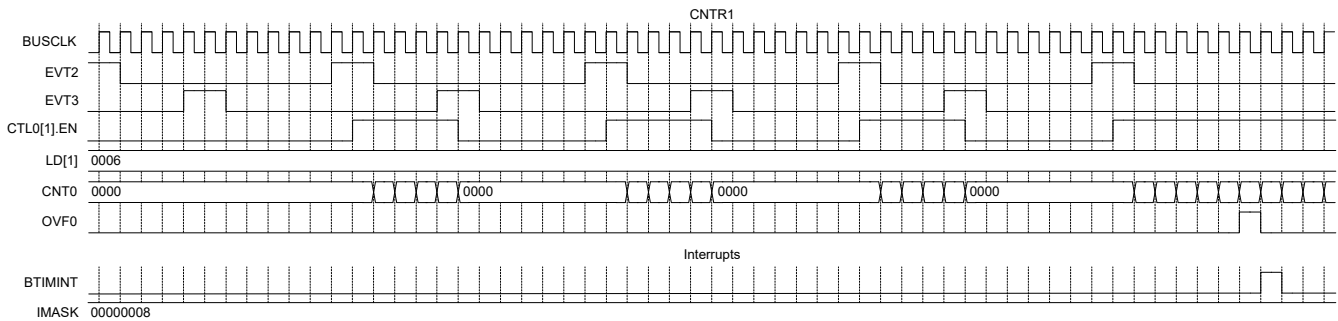 CNTR1
BUSCLK
EVT2
EVT3
CTL0[1].EN
LD[1] 0006
CNT0 0000 0000 0000 0000
OVF0
Interrupts
BTIMINT
IMASK 00000008